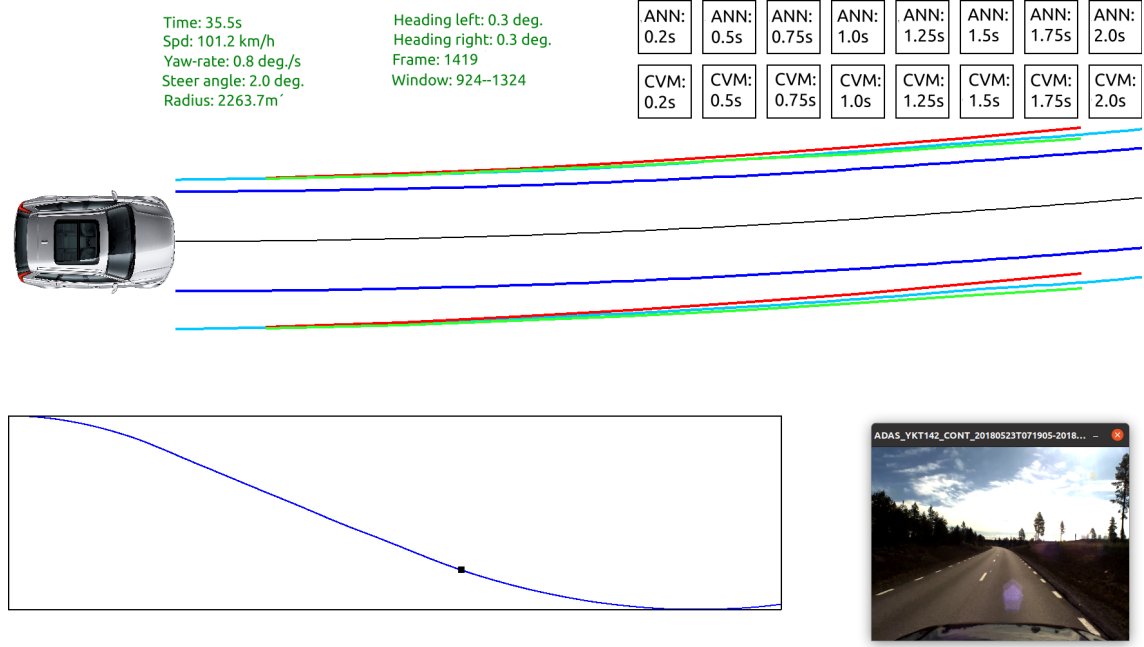 Time: 35.5s
Spd: 101.2 km/h
Yaw-rate: 0.8 deg./s
Steer angle: 2.0 deg.
Radius: 2263.7m´
Heading left: 0.3 deg.
Heading right: 0.3 deg.
Frame: 1419
Window: 924--1324
ANN: ANN: ANN: ANN: ANN: ANN: ANN: ANN:
0.2s 0.5s 0.75s 1.0s 1.25s 1.5s 1.75s 2.0s
CVM: CVM: CVM: CVM: CVM: CVM: CVM: CVM:
0.2s 0.5s 0.75s 1.0s 1.25s 1.5s 1.75s 2.0s
ADAS_YKT142_CONT_20180523T071905-2018...